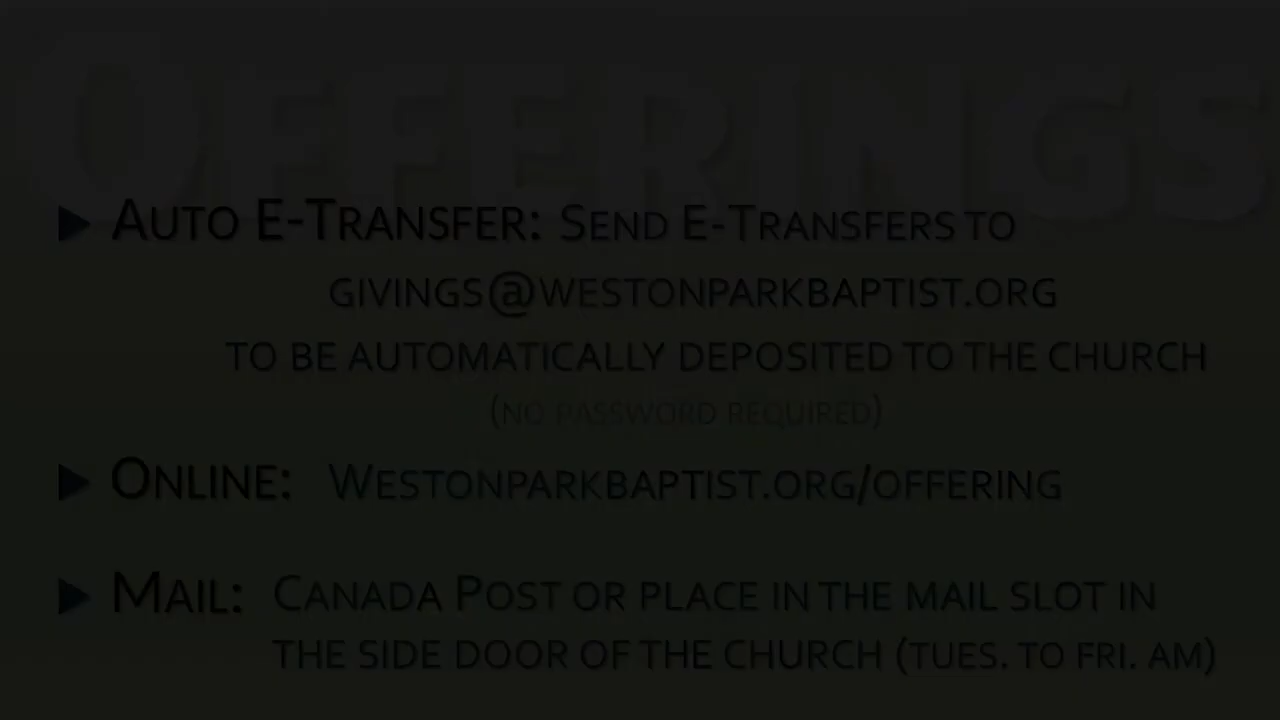 OFFERINGS
AUTO E-TRANSFER: SEND E-TRANSFERS TO
GIVINGS@WESTONPARKBAPTIST.ORG
TO BE AUTOMATICALLY DEPOSITED TO THE CHURCH
(NO PASSWORD REQUIRED)
ONLINE: WESTONPARKBAPTIST.ORG/OFFERING
MAIL: CANADA POST OR PLACE IN THE MAIL SLOT IN
THE SIDE DOOR OF THE CHURCH (TUES. TO FRI. AM)